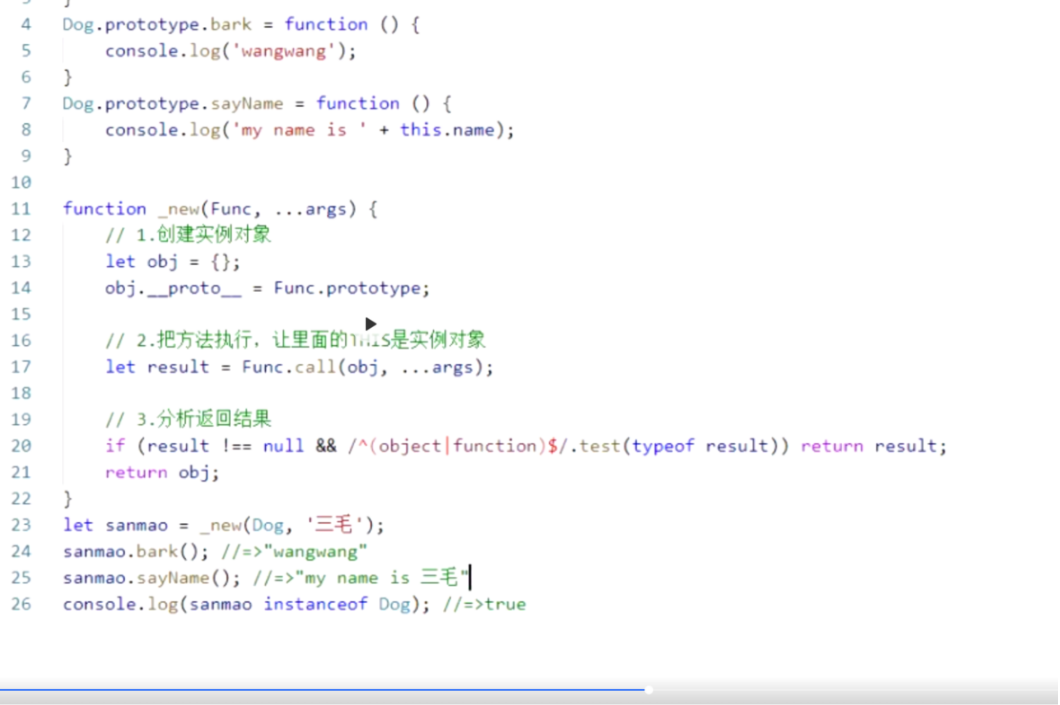 }
4 Dog.prototype.bark = function () {
5 console.log('wangwang');
6 }
7 Dog.prototype.sayName = function () {
8 console.log('my name is ' + this.name);
9 }
10
11 function _new(Func, ...args) {
12 // 1.创建实例对象
13 let obj = {};
14 obj.__proto__ = Func.prototype;
15
16 // 2.把方法执行，让里面的THIS是实例对象
17 let result = Func.call(obj, ...args);
18
19 // 3.分析返回结果
20 if (result !== null && /^(object|function)$/.test(typeof result)) return result;
21 return obj;
22 }
23 let sanmao = _new(Dog, '三毛');
24 sanmao.bark(); //=>"wangwang"
25 sanmao.sayName(); //=>"my name is 三毛"
26 console.log(sanmao instanceof Dog); //=>true